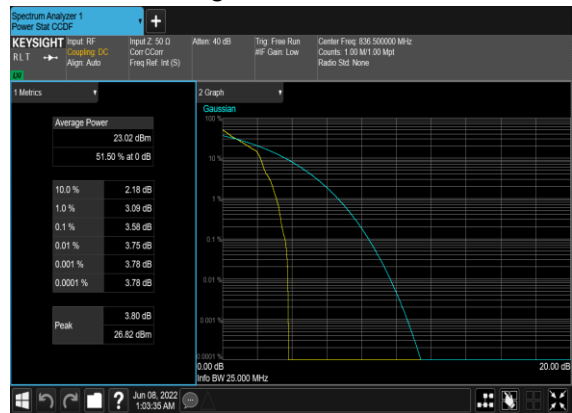 Spectrum Analyzer 1
Power Stat CCDF
+
KEYSIGHT
RLT
LW
Input: RF
Coupling: DC
Align: Auto
Input Z: 50 Ω
Corr CCorr
Freq Ref: Int (S)
Atten: 40 dB
Trig: Free Run
#IF Gain: Low
Center Freq: 836.500000 MHz
Counts: 1.00 M/1.00 Mpt
Radio Std: None
1 Metrics
Average Power
23.02 dBm
51.50 % at 0 dB
10.0 % 2.18 dB
1.0 % 3.09 dB
0.1 % 3.58 dB
0.01 % 3.75 dB
0.001 % 3.78 dB
0.0001 % 3.78 dB
Peak
3.80 dB
26.82 dBm
2 Graph
Gaussian
100 %
10 %
1 %
0.1 %
0.01 %
0.001 %
0.0001 %
0.00 dB 20.00 dB
Info BW 25.000 MHz
?
Jun 08, 2022
1:03:35 AM